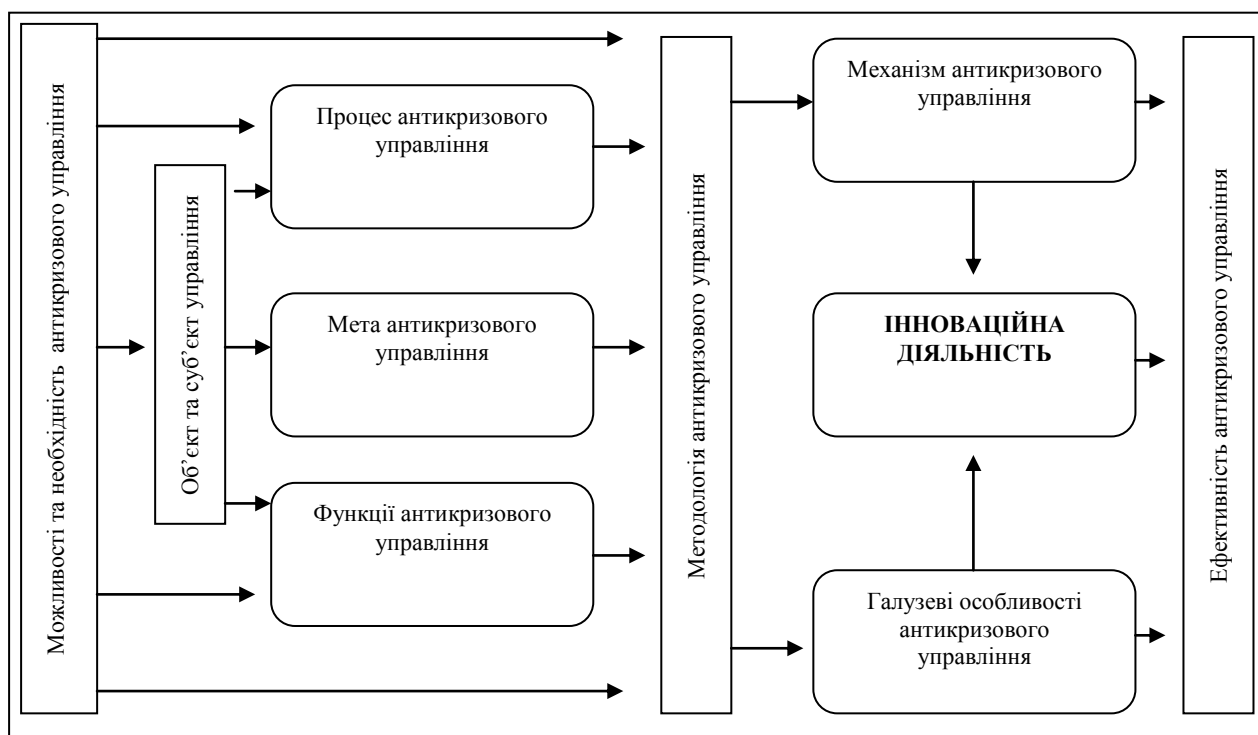 Можливості та необхідність антикризового управління
Об’єкт та суб’єкт управління
Процес антикризового
управління
Мета антикризового
управління
Функції антикризового
управління
Методологія антикризового управління
Механізм антикризового
управління
ІННОВАЦІЙНА
ДІЯЛЬНІСТЬ
Галузеві особливості
антикризового
управління
Ефективність антикризового управління